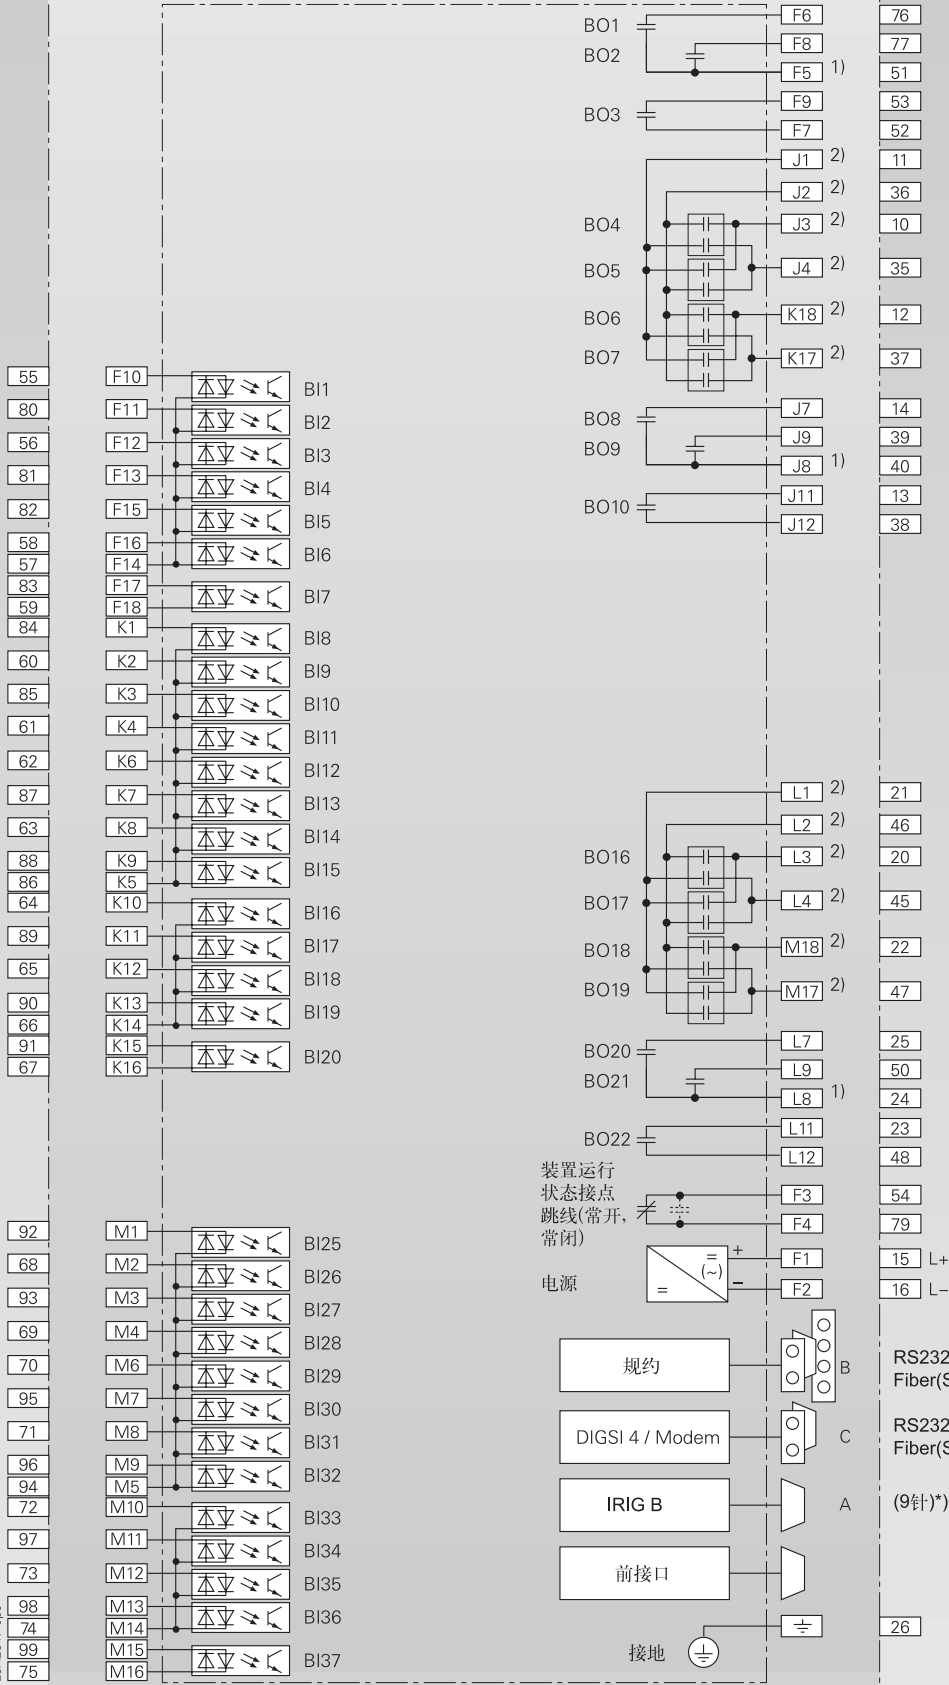 BO1
F6 76
BO2
F8 77
F5 1) 51
BO3
F9 53
F7 52
J1 2) 11
J2 2) 36
BO4
J3 2) 10
BO5
J4 2) 35
BO6
K18 2) 12
BO7
K17 2) 37
BO8
J7 14
BO9
J9 39
J8 1) 40
BO10
J11 13
J12 38
55 F10 BI1
80 F11 BI2
56 F12 BI3
81 F13 BI4
82 F15 BI5
58 F16 BI6
57 F14
83 F17 BI7
59 F18
84 K1 BI8
60 K2 BI9
85 K3 BI10
61 K4 BI11
62 K6 BI12
87 K7 BI13
63 K8 BI14
88 K9 BI15
86 K5
64 K10 BI16
89 K11 BI17
65 K12 BI18
90 K13 BI19
66 K14
91 K15 BI20
67 K16
L1 2) 21
L2 2) 46
BO16
L3 2) 20
BO17
L4 2) 45
BO18
M18 2) 22
BO19
M17 2) 47
BO20
L7 25
BO21
L9 50
L8 1) 24
BO22
L11 23
L12 48
装置运行
状态接点
跳线(常开,
常闭)
F3 54
F4 79
电源
= (~) =
+ F1 15 L+
– F2 16 L–
92 M1 BI25
68 M2 BI26
93 M3 BI27
69 M4 BI28
70 M6 BI29
95 M7 BI30
71 M8 BI31
96 M9 BI32
94 M5
72 M10 BI33
97 M11 BI34
73 M12 BI35
98 M13 BI36
74 M14
99 M15 BI37
75 M16
规约 B
RS232
Fiber(S
DIGSI 4 / Modem C
RS232
Fiber(S
IRIG B A (9针)*)
前接口
接地 26